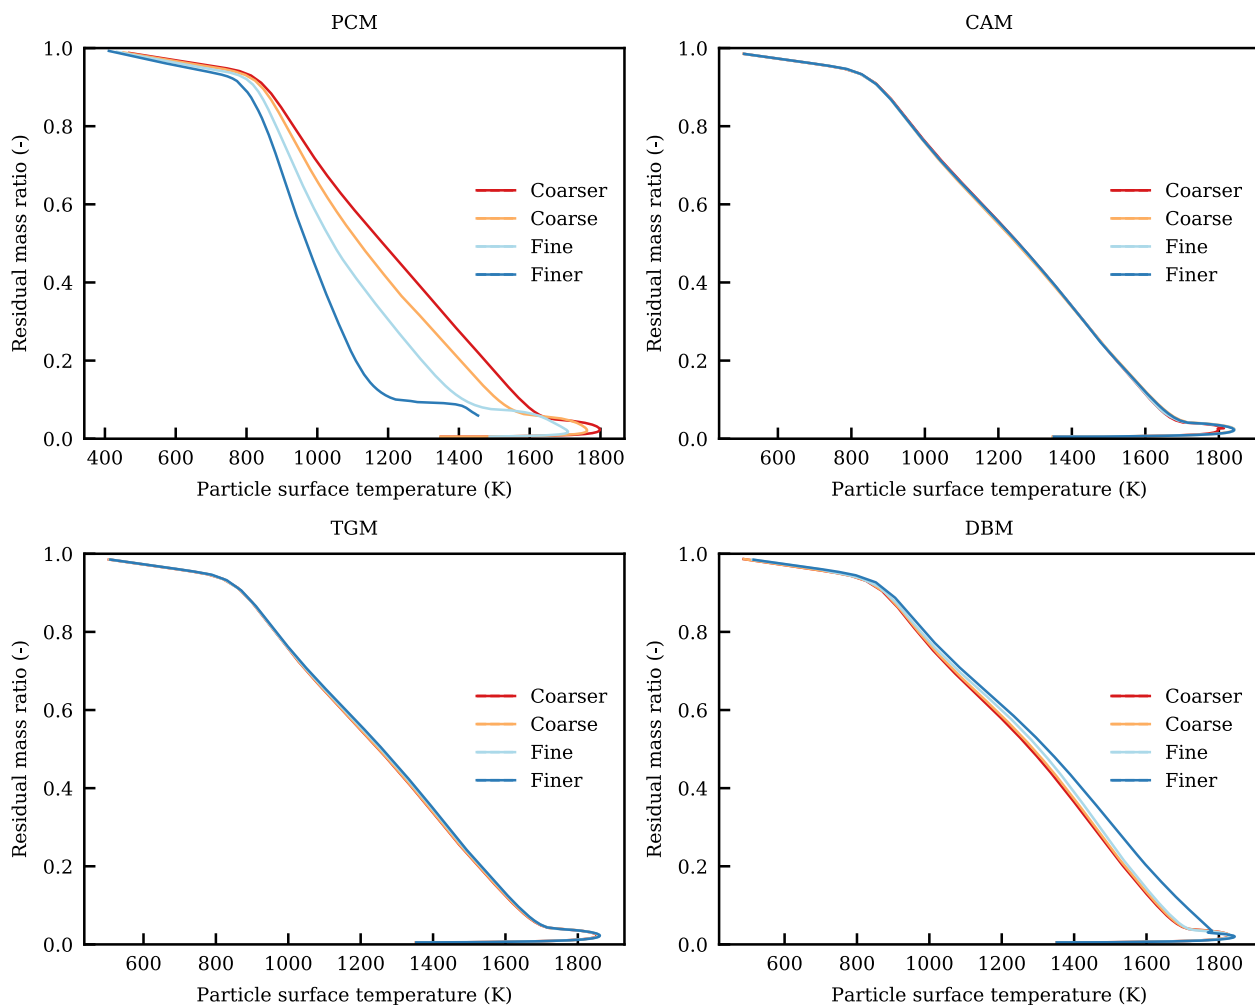 PCM
1.0
0.8
0.6
0.4
0.2
0.0
Residual mass ratio (-)
Coarser
Coarse
Fine
Finer
400 600 800 1000 1200 1400 1600 1800
Particle surface temperature (K)
CAM
1.0
0.8
0.6
0.4
0.2
0.0
Residual mass ratio (-)
Coarser
Coarse
Fine
Finer
600 800 1000 1200 1400 1600 1800
Particle surface temperature (K)
TGM
1.0
0.8
0.6
0.4
0.2
0.0
Residual mass ratio (-)
Coarser
Coarse
Fine
Finer
600 800 1000 1200 1400 1600 1800
Particle surface temperature (K)
DBM
1.0
0.8
0.6
0.4
0.2
0.0
Residual mass ratio (-)
Coarser
Coarse
Fine
Finer
600 800 1000 1200 1400 1600 1800
Particle surface temperature (K)